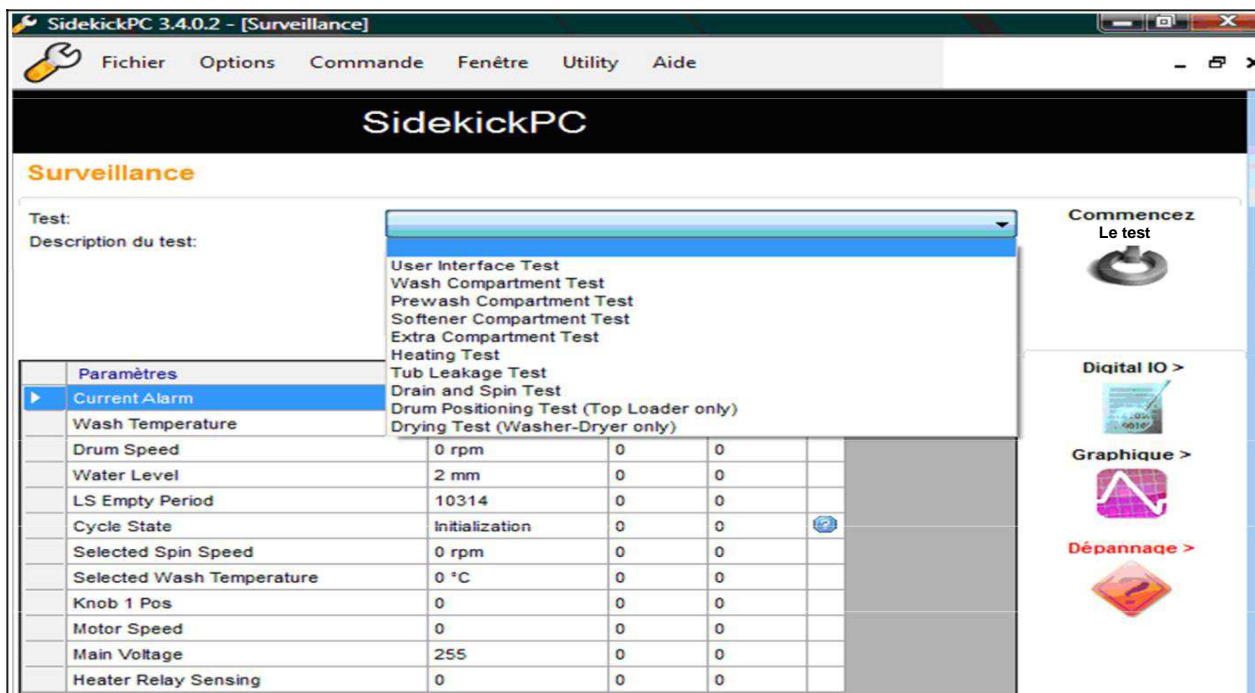 SidekickPC 3.4.0.2 - [Surveillance]
Fichier Options Commande Fenêtre Utility Aide
SidekickPC
Surveillance
Test:
Description du test:
User Interface Test
Wash Compartment Test
Prewash Compartment Test
Softener Compartment Test
Extra Compartment Test
Heating Test
Tub Leakage Test
Drain and Spin Test
Drum Positioning Test (Top Loader only)
Drying Test (Washer-Dryer only)
Commencez
Le test
Digital IO >
Graphique >
Dépannage >
Paramètres
Current Alarm
Wash Temperature
Drum Speed 0 rpm 0 0
Water Level 2 mm 0 0
LS Empty Period 10314 0 0
Cycle State Initialization 0 0
Selected Spin Speed 0 rpm 0 0
Selected Wash Temperature 0 °C 0 0
Knob 1 Pos 0 0 0
Motor Speed 0 0 0
Main Voltage 255 0 0
Heater Relay Sensing 0 0 0